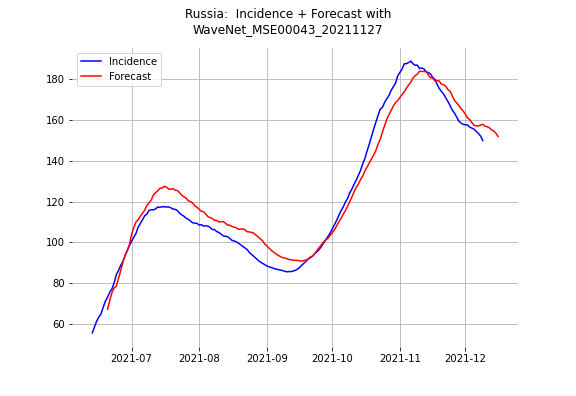 Russia:  Incidence + Forecast with
WaveNet_MSE00043_20211127
Incidence
Forecast
180
160
140
120
100
80
60
2021-07 2021-08 2021-09 2021-10 2021-11 2021-12